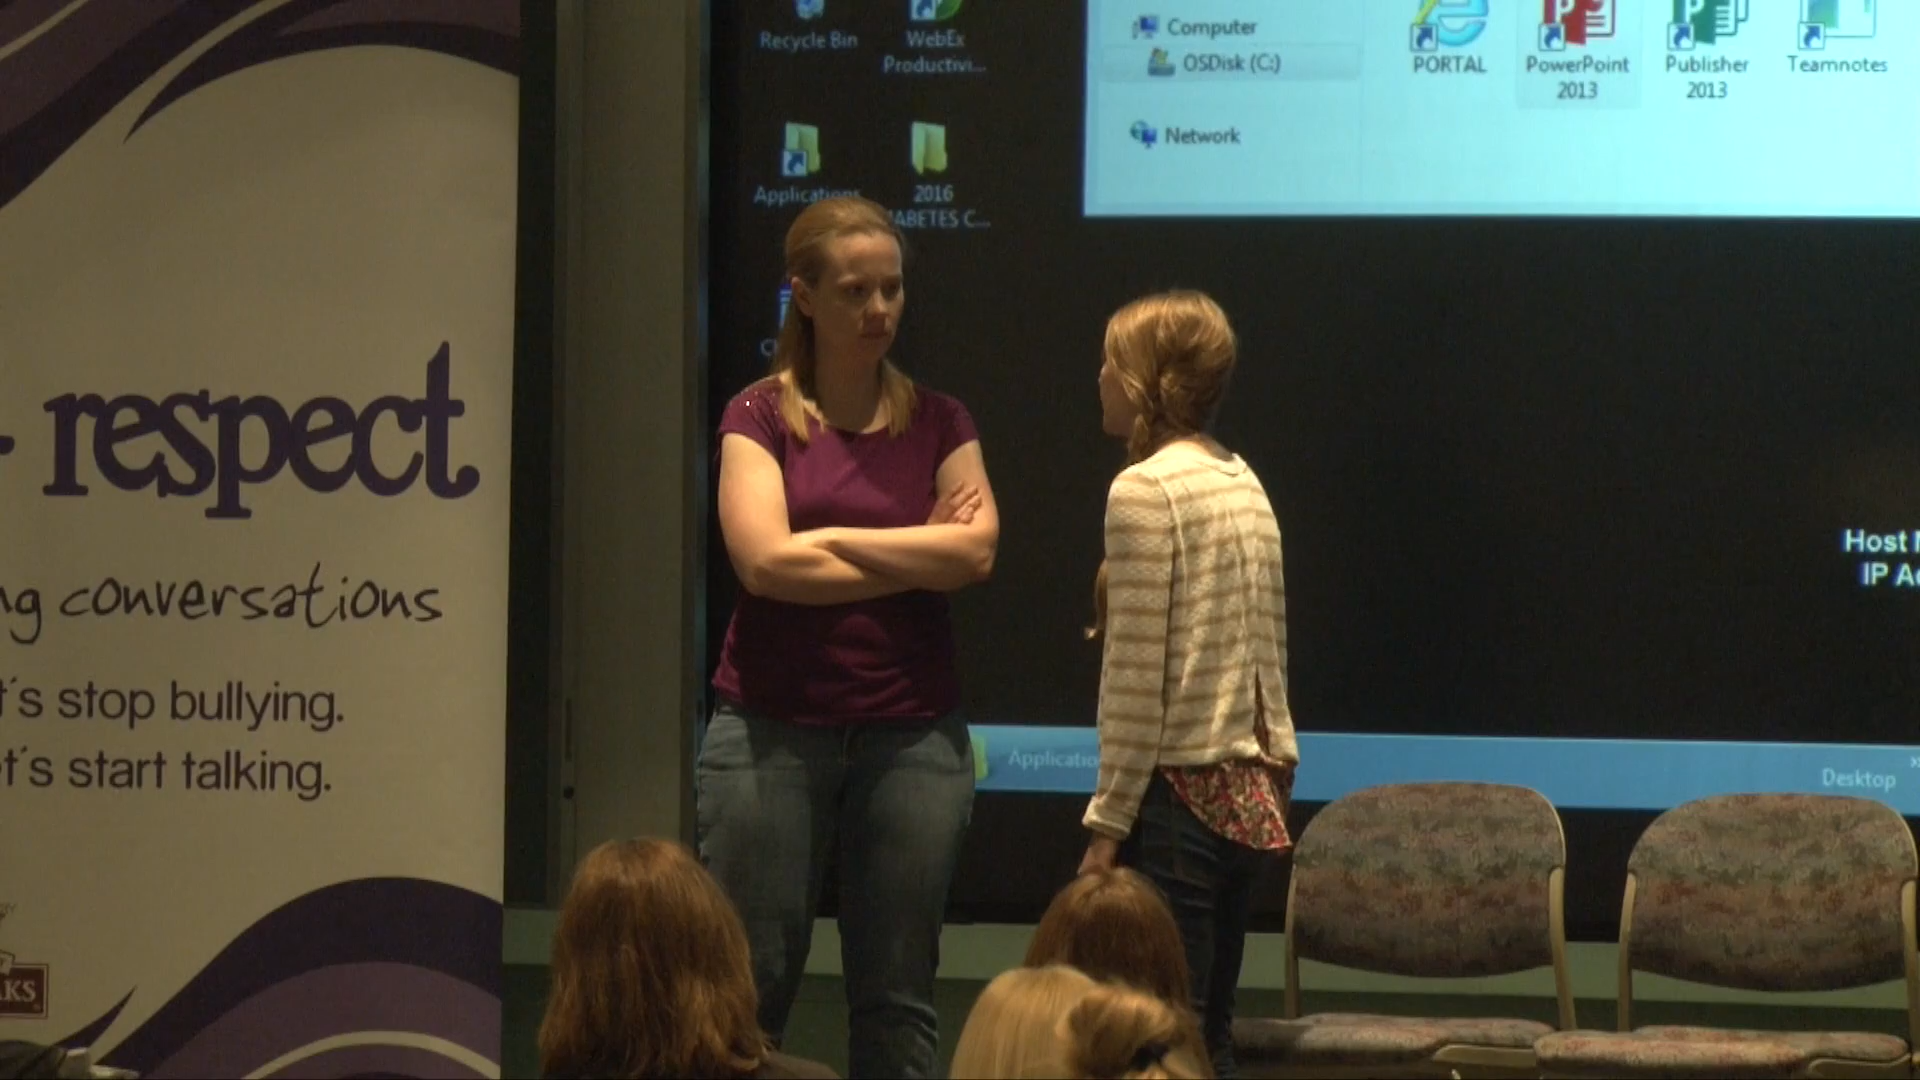 respect
conversations
t's stop bullying.
t's start talking.
Recycle Bin
WebEx
Productivi...
Applications
2016
ABETES C...
Computer
OSDisk (C:)
Network
PORTAL
PowerPoint
2013
Publisher
2013
Teamnotes
Host
IP
Desktop